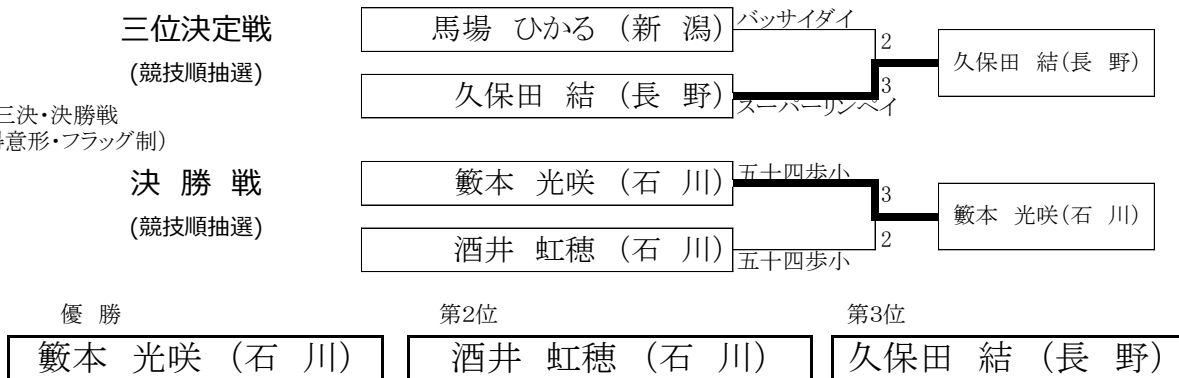 三位決定戦
(競技順抽選)
馬場 ひかる (新 潟)
バッサイダイ
2
久保田 結 (長 野)
スーパーリンペイ
3
久保田 結(長 野)
三決・決勝戦
得意形・フラッグ制)
決 勝 戦
(競技順抽選)
籔本 光咲 (石 川)
五十四歩小
3
酒井 虹穂 (石 川)
五十四歩小
2
籔本 光咲(石 川)
優 勝
第2位
第3位
籔本 光咲 (石 川)
酒井 虹穂 (石 川)
久保田 結 (長 野)